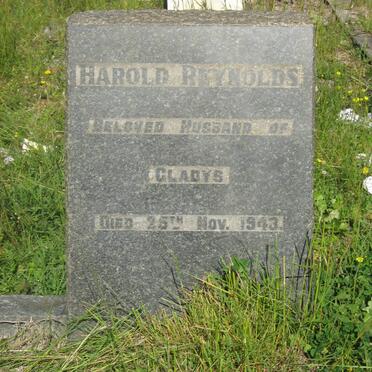 HAROLD REYNOLDS
BELOVED HUSBAND OF
GLADYS
DIED 25TH NOV. 1943.